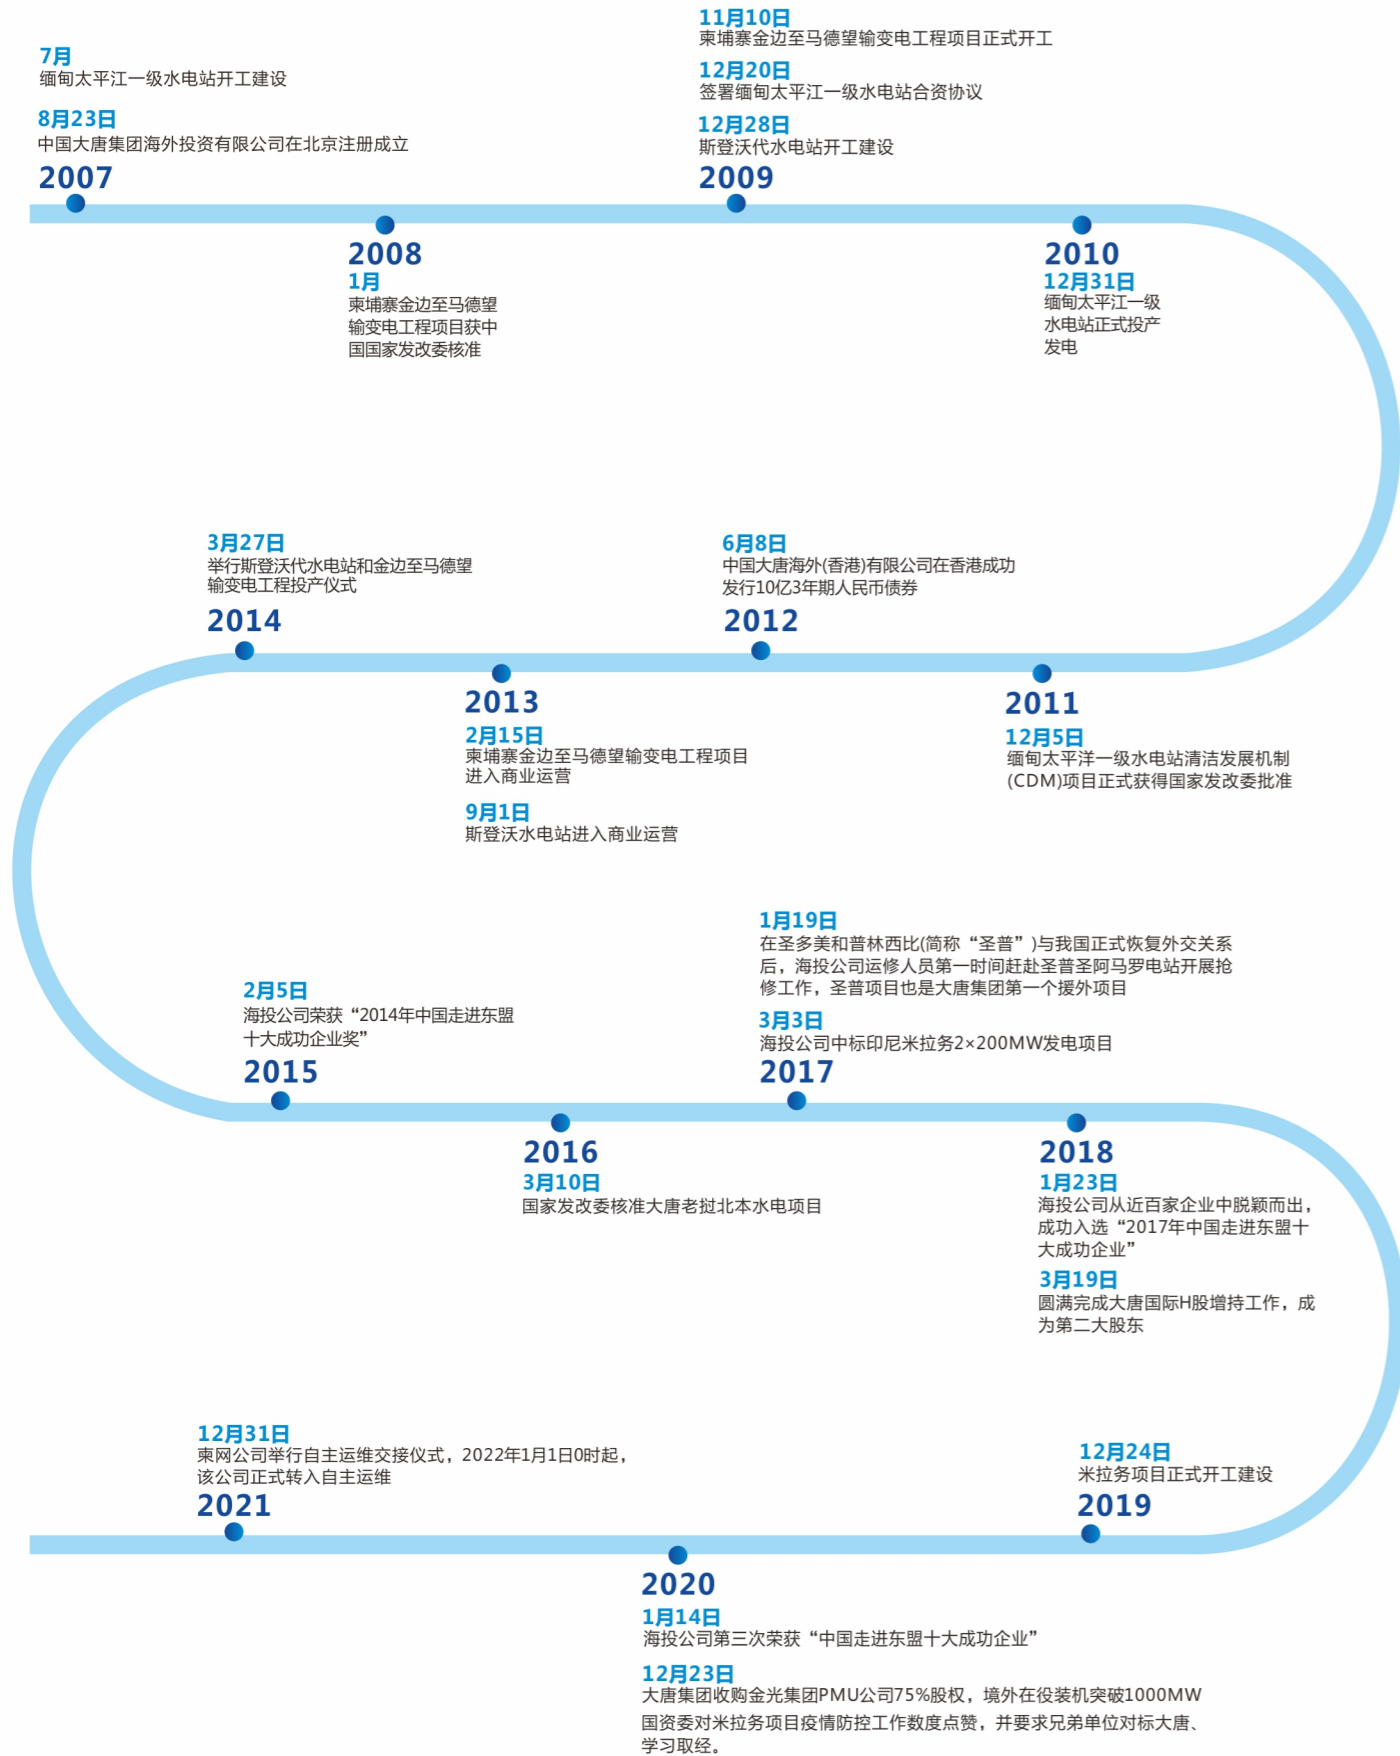 7月
缅甸太平江一级水电站开工建设
8月23日
中国大唐集团海外投资有限公司在北京注册成立
2007
2008
1月
柬埔寨金边至马德望
输变电工程项目获中
国国家发改委核准
11月10日
柬埔寨金边至马德望输变电工程项目正式开工
12月20日
签署缅甸太平江一级水电站合资协议
12月28日
斯登沃代水电站开工建设
2009
2010
12月31日
缅甸太平江一级
水电站正式投产
发电
2011
12月5日
缅甸太平洋一级水电站清洁发展机制
(CDM)项目正式获得国家发改委批准
6月8日
中国大唐海外(香港)有限公司在香港成功
发行10亿3年期人民币债券
2012
2013
2月15日
柬埔寨金边至马德望输变电工程项目
进入商业运营
9月1日
斯登沃水电站进入商业运营
3月27日
举行斯登沃代水电站和金边至马德望
输变电工程投产仪式
2014
2月5日
海投公司荣获“2014年中国走进东盟
十大成功企业奖”
2015
2016
3月10日
国家发改委核准大唐老挝北本水电项目
1月19日
在圣多美和普林西比(简称“圣普”)与我国正式恢复外交关系
后，海投公司运修人员第一时间赶赴圣普圣阿马罗电站开展抢
修工作，圣普项目也是大唐集团第一个援外项目
3月3日
海投公司中标印尼米拉务2×200MW发电项目
2017
2018
1月23日
海投公司从近百家企业中脱颖而出，
成功入选“2017年中国走进东盟十
大成功企业”
3月19日
圆满完成大唐国际H股增持工作，成
为第二大股东
12月24日
米拉务项目正式开工建设
2019
2020
1月14日
海投公司第三次荣获“中国走进东盟十大成功企业”
12月23日
大唐集团收购金光集团PMU公司75%股权，境外在役装机突破1000MW
国资委对米拉务项目疫情防控工作数度点赞，并要求兄弟单位对标大唐、
学习取经。
12月31日
柬网公司举行自主运维交接仪式，2022年1月1日0时起，
该公司正式转入自主运维
2021